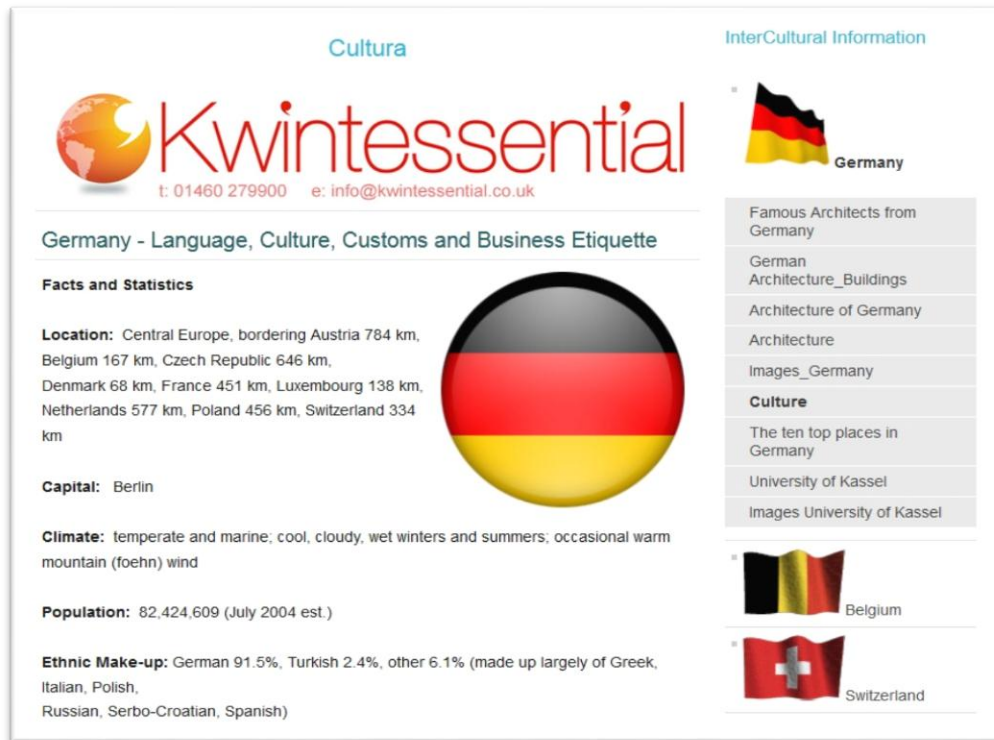 Cultura
Kwintessential
t: 01460 279900 e: info@kwintessential.co.uk
Germany - Language, Culture, Customs and Business Etiquette
Facts and Statistics
Location: Central Europe, bordering Austria 784 km,
Belgium 167 km, Czech Republic 646 km,
Denmark 68 km, France 451 km, Luxembourg 138 km,
Netherlands 577 km, Poland 456 km, Switzerland 334
km
Capital: Berlin
Climate: temperate and marine; cool, cloudy, wet winters and summers; occasional warm
mountain (foehn) wind
Population: 82,424,609 (July 2004 est.)
Ethnic Make-up: German 91.5%, Turkish 2.4%, other 6.1% (made up largely of Greek,
Italian, Polish,
Russian, Serbo-Croatian, Spanish)
InterCultural Information
Germany
Famous Architects from
Germany
German
Architecture_Buildings
Architecture of Germany
Architecture
Images_Germany
Culture
The ten top places in
Germany
University of Kassel
Images University of Kassel
Belgium
Switzerland